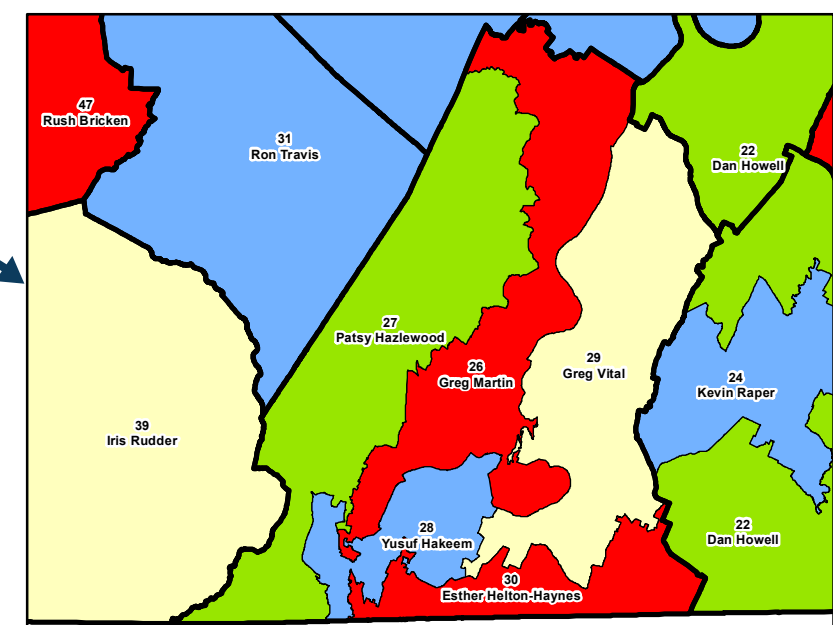 47
Rush Bricken
31
Ron Travis
22
Dan Howell
27
Patsy Hazlewood
26
Greg Martin
29
Greg Vital
24
Kevin Raper
39
Iris Rudder
28
Yusuf Hakeem
22
Dan Howell
30
Esther Helton-Haynes